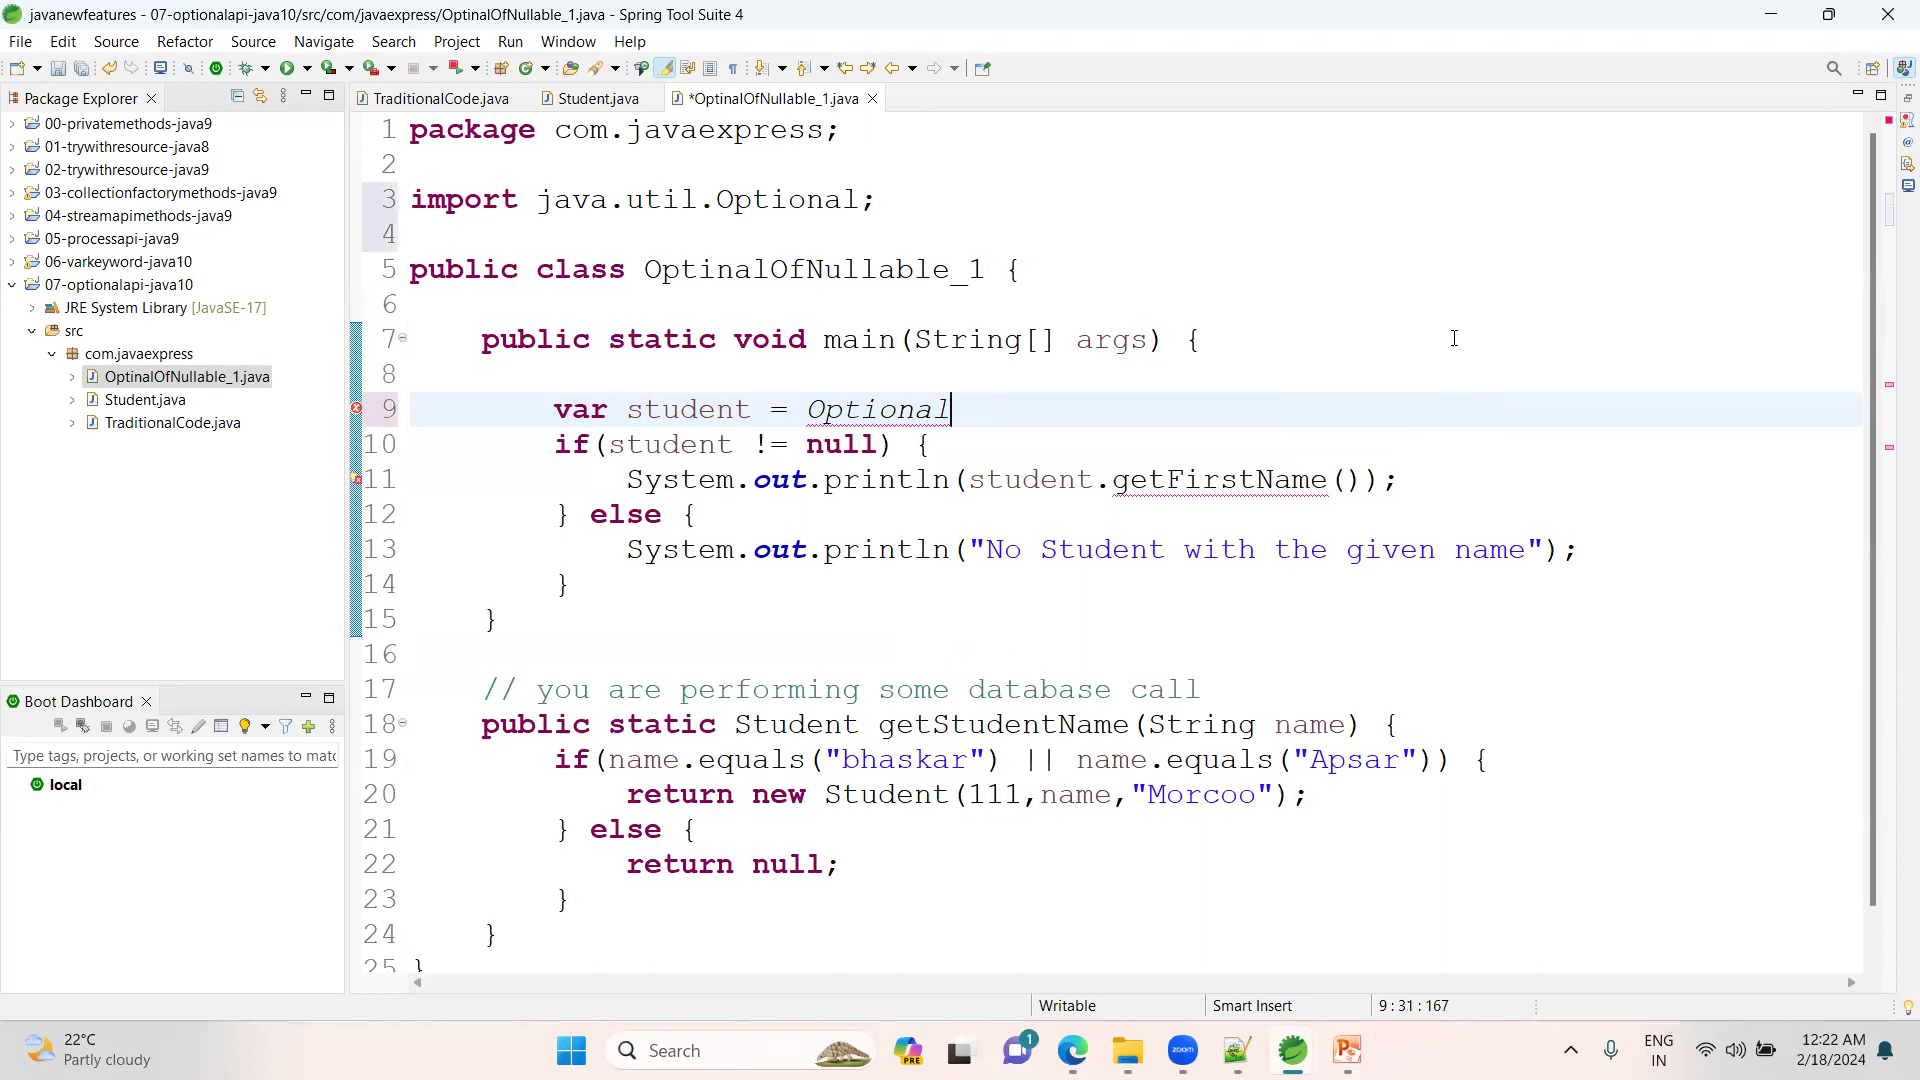 javanewfeatures - 07-optionalapi-java10/src/com/javaexpress/OptinalOfNullable_1.java - Spring Tool Suite 4
File Edit Source Refactor Source Navigate Search Project Run Window Help
Package Explorer
TraditionalCode.java
Student.java
*OptinalOfNullable_1.java
00-privatemethods-java9
01-trywithresource-java8
02-trywithresource-java9
03-collectionfactorymethods-java9
04-streamapimethods-java9
05-processapi-java9
06-varkeyword-java10
07-optionalapi-java10
JRE System Library [JavaSE-17]
src
com.javaexpress
OptinalOfNullable_1.java
Student.java
TraditionalCode.java
1 package com.javaexpress;
2
3 import java.util.Optional;
4
5 public class OptinalOfNullable_1 {
6
7 public static void main(String[] args) {
8
9 var student = Optional
10 if(student != null) {
11 System.out.println(student.getFirstName());
12 } else {
13 System.out.println("No Student with the given name");
14 }
15 }
16
17 // you are performing some database call
18 public static Student getStudentName(String name) {
19 if(name.equals("bhaskar") || name.equals("Apsar")) {
20 return new Student(111,name,"Morcoo");
21 } else {
22 return null;
23 }
24 }
25 }
Boot Dashboard
Type tags, projects, or working set names to matc
local
Writable
Smart Insert
9 : 31 : 167
22°C
Partly cloudy
Search
PRE
1
zoom
ENG
IN
12:22 AM
2/18/2024